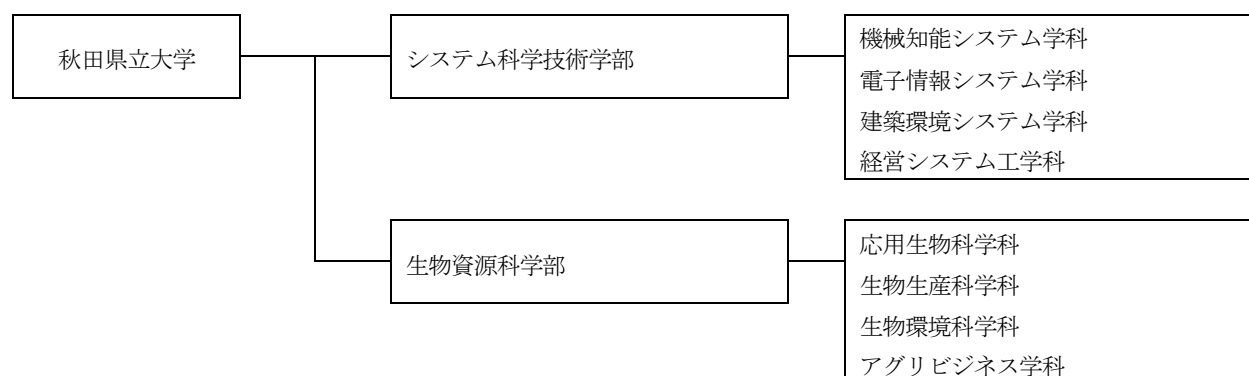 秋田県立大学
システム科学技術学部
機械知能システム学科
電子情報システム学科
建築環境システム学科
経営システム工学科
生物資源科学部
応用生物科学科
生物生産科学科
生物環境科学科
アグリビジネス学科